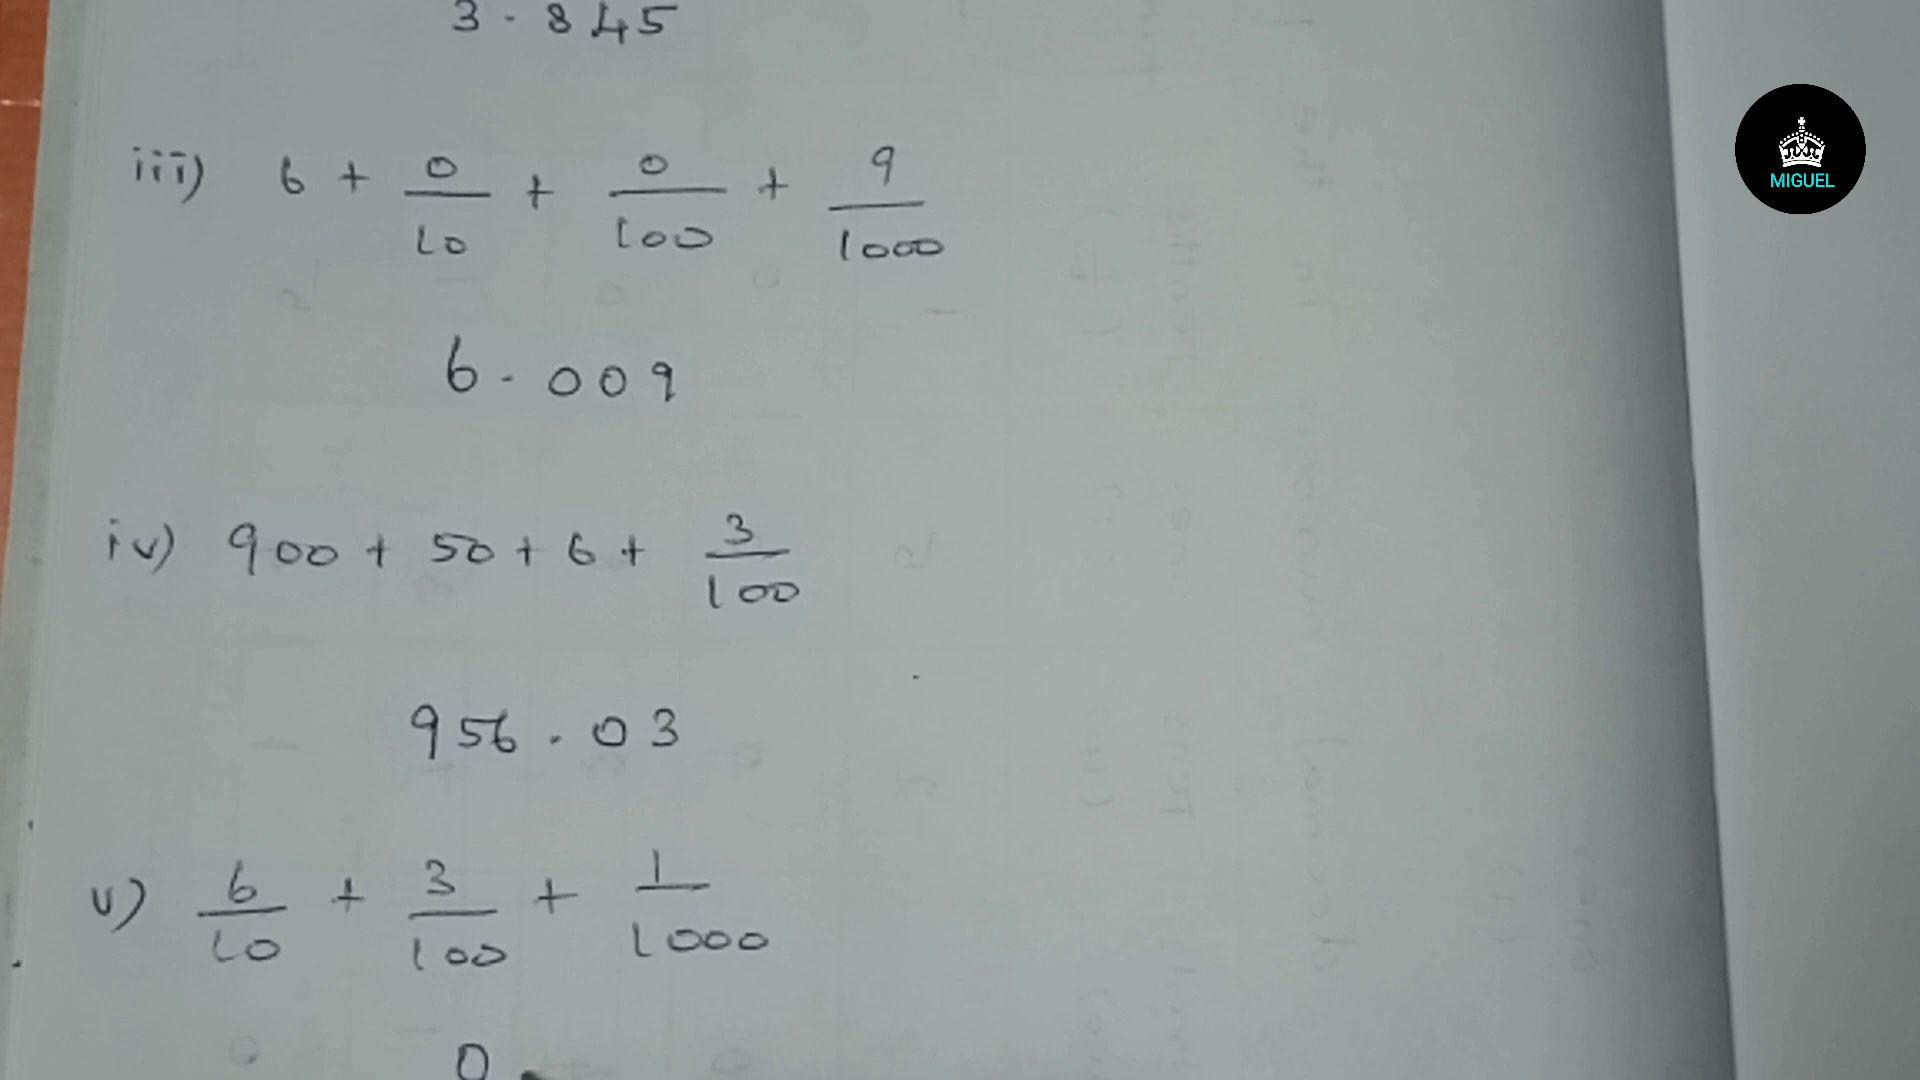 3.845
iii) 6 + 0/10 + 0/100 + 9/1000
6.009
iv) 900 + 50 + 6 + 3/100
956.03
v) 6/10 + 3/100 + 1/1000
0
MIGUEL